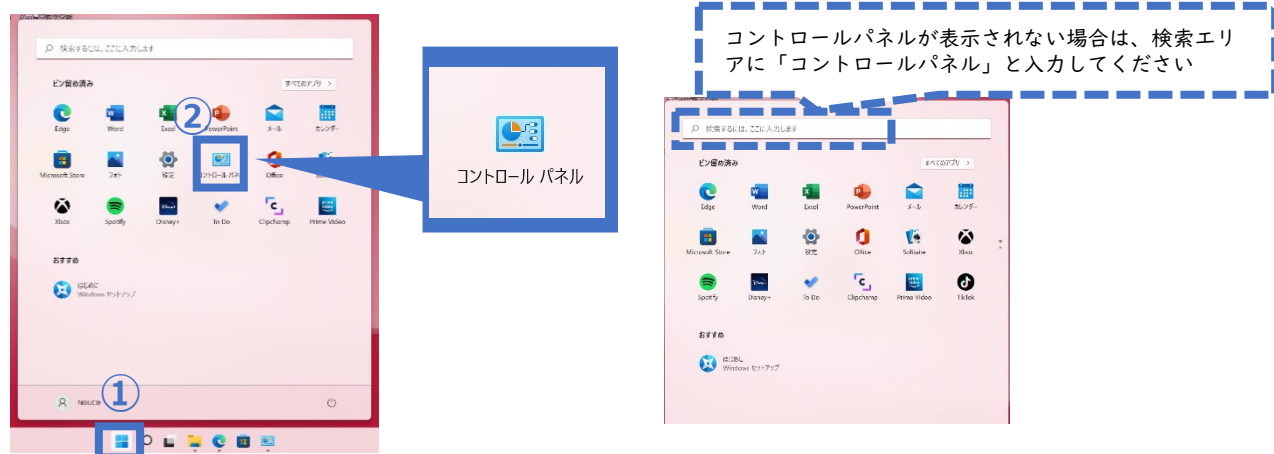 検索するには、ここに入力します
ピン留め済み
すべてのアプリ >
Edge
Word
Excel
PowerPoint
メール
カレンダー
②
Microsoft Store
フォト
設定
コントロール パネ
Office
Xbox
Spotify
Disney+
To Do
Clipchamp
Prime Video
おすすめ
はじめに
Windows セットアップ
①
コントロール パネル
コントロールパネルが表示されない場合は、検索エリ
アに「コントロールパネル」と入力してください
検索するには、ここに入力します
ピン留め済み
すべてのアプリ >
Edge
Word
Excel
PowerPoint
メール
カレンダー
Microsoft Store
フォト
設定
Office
Solitaire
Xbox
Spotify
Disney+
To Do
Clipchamp
Prime Video
TikTok
おすすめ
はじめに
Windows セットアップ